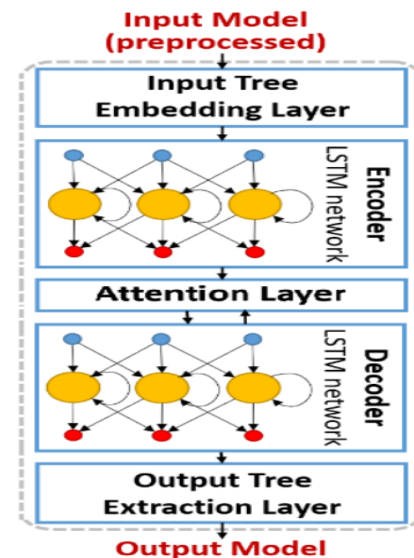 Input Model
(preprocessed)
Input Tree
Embedding Layer
Encoder
LSTM network
Attention Layer
Decoder
LSTM network
Output Tree
Extraction Layer
Output Model